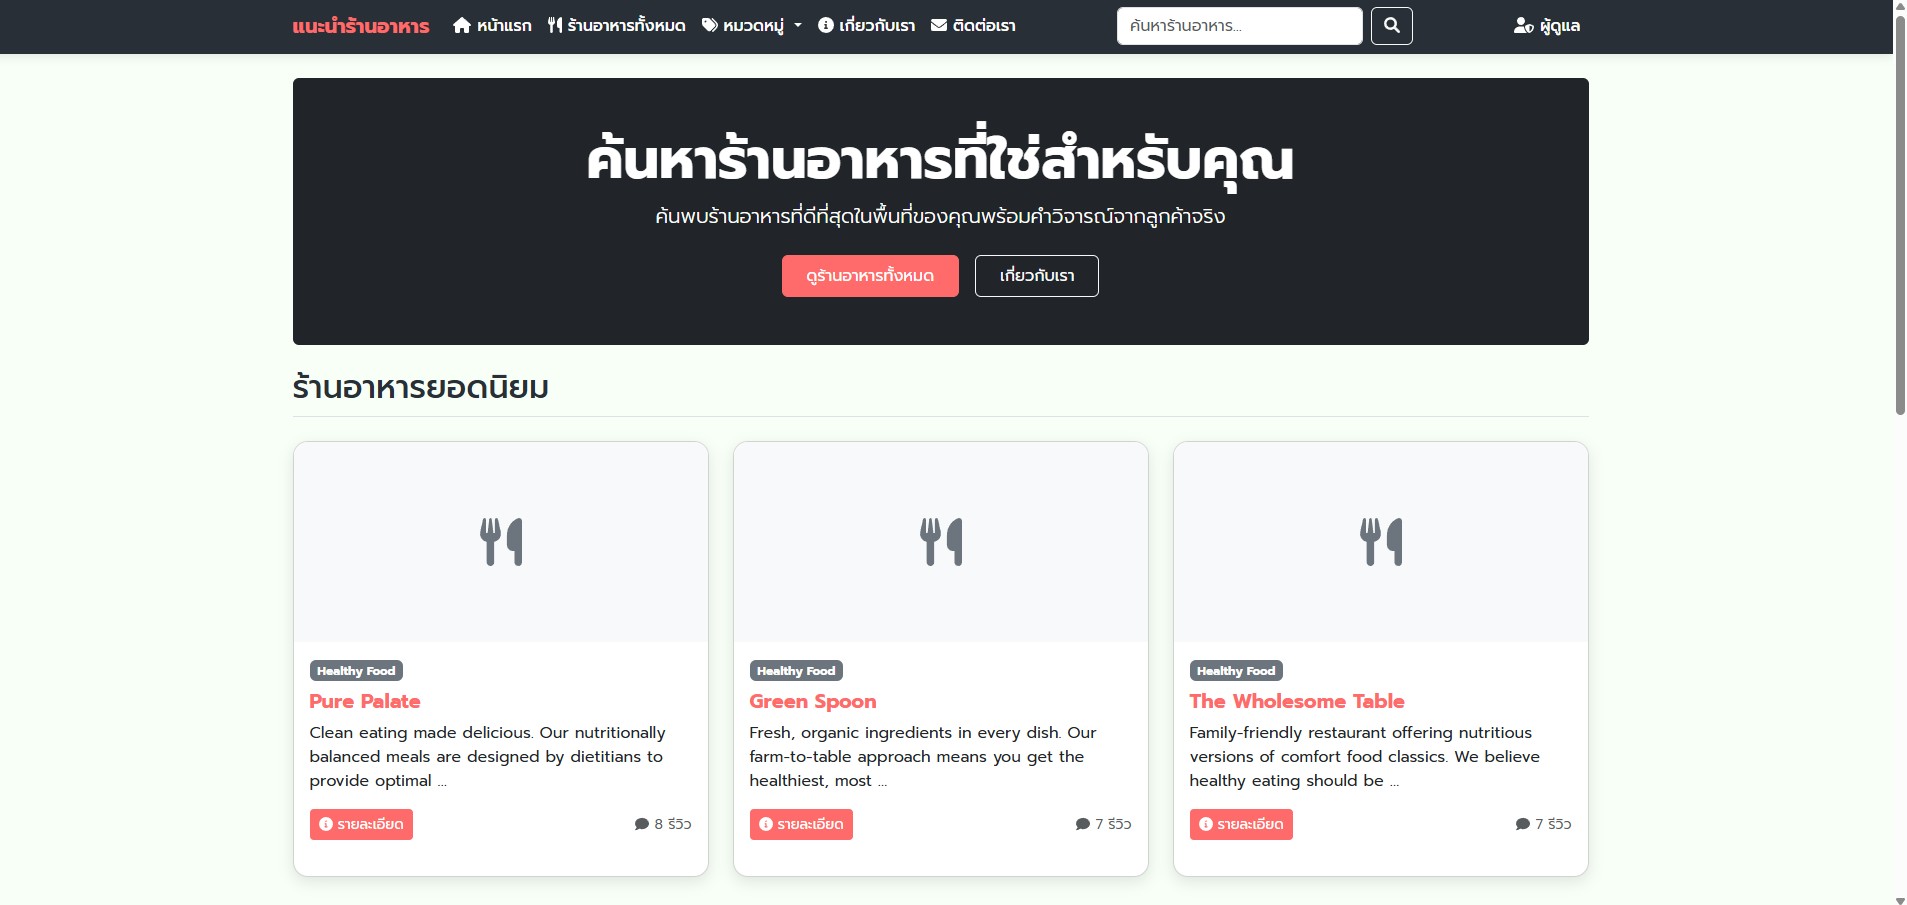 แนะนำร้านอาหาร หน้าแรก ร้านอาหารทั้งหมด หมวดหมู่ เกี่ยวกับเรา ติดต่อเรา ค้นหาร้านอาหาร... ผู้ดูแล
ค้นหาร้านอาหารที่ใช่สำหรับคุณ
ค้นพบร้านอาหารที่ดีที่สุดในพื้นที่ของคุณพร้อมคำวิจารณ์จากลูกค้าจริง
ดูร้านอาหารทั้งหมด เกี่ยวกับเรา
ร้านอาหารยอดนิยม
Healthy Food
Pure Palate
Clean eating made delicious. Our nutritionally
balanced meals are designed by dietitians to
provide optimal ...
รายละเอียด 8 รีวิว
Healthy Food
Green Spoon
Fresh, organic ingredients in every dish. Our
farm-to-table approach means you get the
healthiest, most ...
รายละเอียด 7 รีวิว
Healthy Food
The Wholesome Table
Family-friendly restaurant offering nutritious
versions of comfort food classics. We believe
healthy eating should be ...
รายละเอียด 7 รีวิว